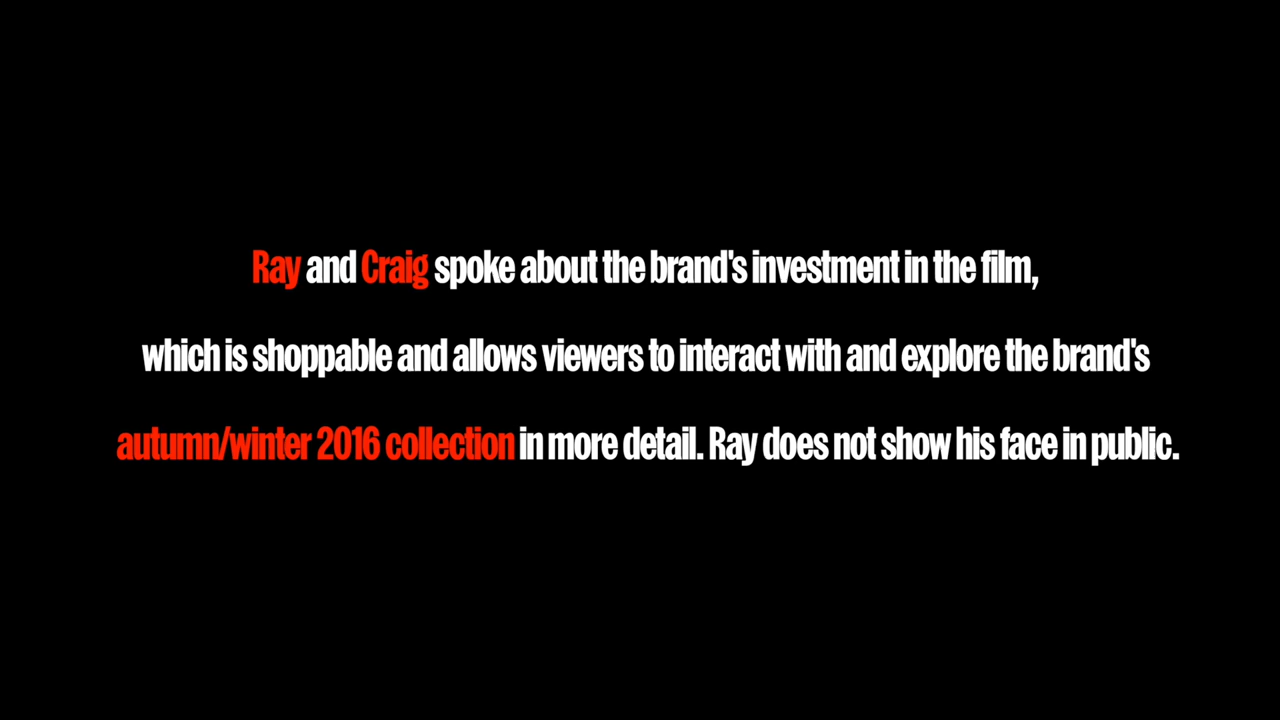 Ray and Craig spoke about the brand's investment in the film,
which is shoppable and allows viewers to interact with and explore the brand's
autumn/winter 2016 collection in more detail. Ray does not show his face in public.